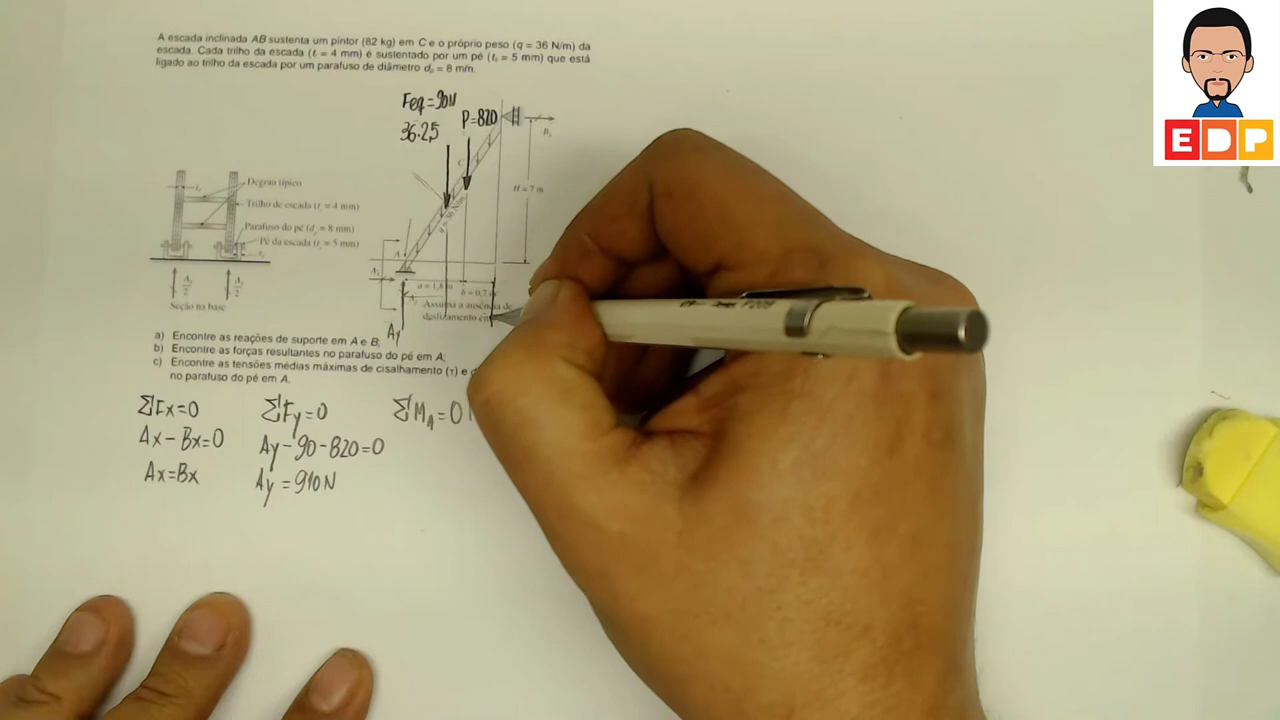 A escada inclinada AB sustenta um pintor (82 kg) em C e o próprio peso (q = 36 N/m) da
escada. Cada trilho da escada (tᵣ = 4 mm) é sustentado por um pé (tₚ = 5 mm) que está
ligado ao trilho da escada por um parafuso de diâmetro dₚ = 8 mm.
Feq=90N
36.2,5
P=820
Bx
C
H = 7 m
q = 36 N/m
A
Ax
a = 1,8 m
b = 0,7
Assuma a ausência de
deslizamento em
Ay
Degrau típico
Trilho de escada (tᵣ = 4 mm)
Parafuso do pé (dₚ = 8 mm)
Pé da escada (tₚ = 5 mm)
Seção na base
a) Encontre as reações de suporte em A e B;
b) Encontre as forças resultantes no parafuso do pé em A;
c) Encontre as tensões médias máximas de cisalhamento (τ) e
no parafuso do pé em A.
ΣFx=0 ΣFy=0 ΣMA=0
Ax-Bx=0 Ay-90-820=0
Ax=Bx Ay=910N
EDP